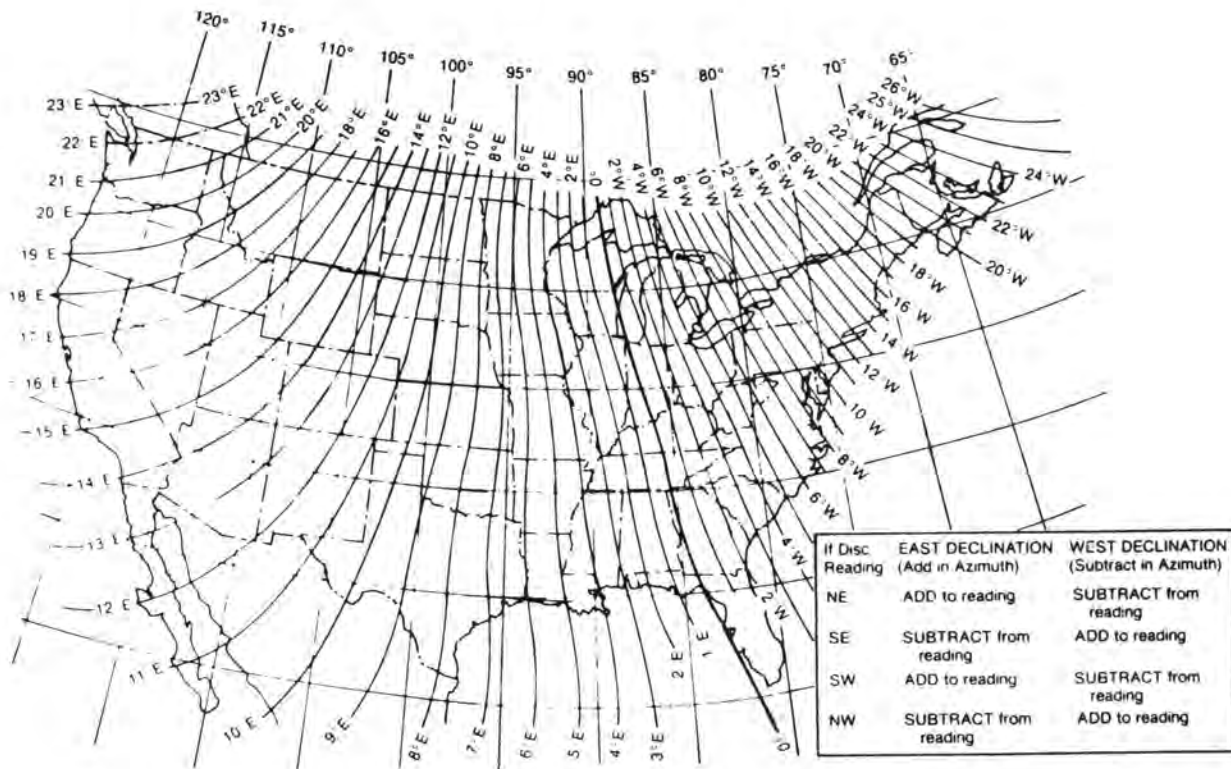 120° 115° 110° 105° 100° 95° 90° 85° 80° 75° 70° 65°
23°E 23°E 22°E 21°E 20°E 18°E 16°E 14°E 12°E 10°E 8°E 6°E 4°E 2°E 0° 2°W 4°W 6°W 8°W 10°W 12°W 14°W 16°W 18°W 20°W 22°W 24°W 25°W 26°W
22 E
21 E
20 E
19 E
18 E
17 E
16 E
15 E
14 E
13 E
12 E
11 E
10°E 9°E 8°E 7°E 6°E 5°E 4°E 3°E 2 E 1 E 0
24°W
22°W
20°W
18°W
16°W
14°W
12°W
10 W
8°W
6 W
4°W
2 W
If Disc Reading EAST DECLINATION (Add in Azimuth) WEST DECLINATION (Subtract in Azimuth)
NE ADD to reading SUBTRACT from reading
SE SUBTRACT from reading ADD to reading
SW ADD to reading SUBTRACT from reading
NW SUBTRACT from reading ADD to reading